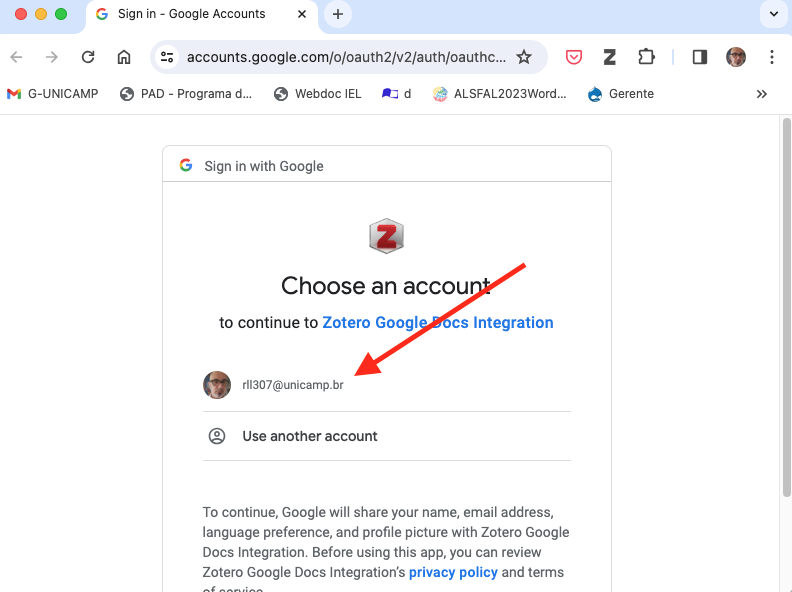 Sign in - Google Accounts
accounts.google.com/o/oauth2/v2/auth/oauthc...
G-UNICAMP PAD - Programa d... Webdoc IEL d ALSFAL2023Word... Gerente
Sign in with Google
Z
Choose an account
to continue to Zotero Google Docs Integration
rll307@unicamp.br
Use another account
To continue, Google will share your name, email address,
language preference, and profile picture with Zotero Google
Docs Integration. Before using this app, you can review
Zotero Google Docs Integration's privacy policy and terms
of service.